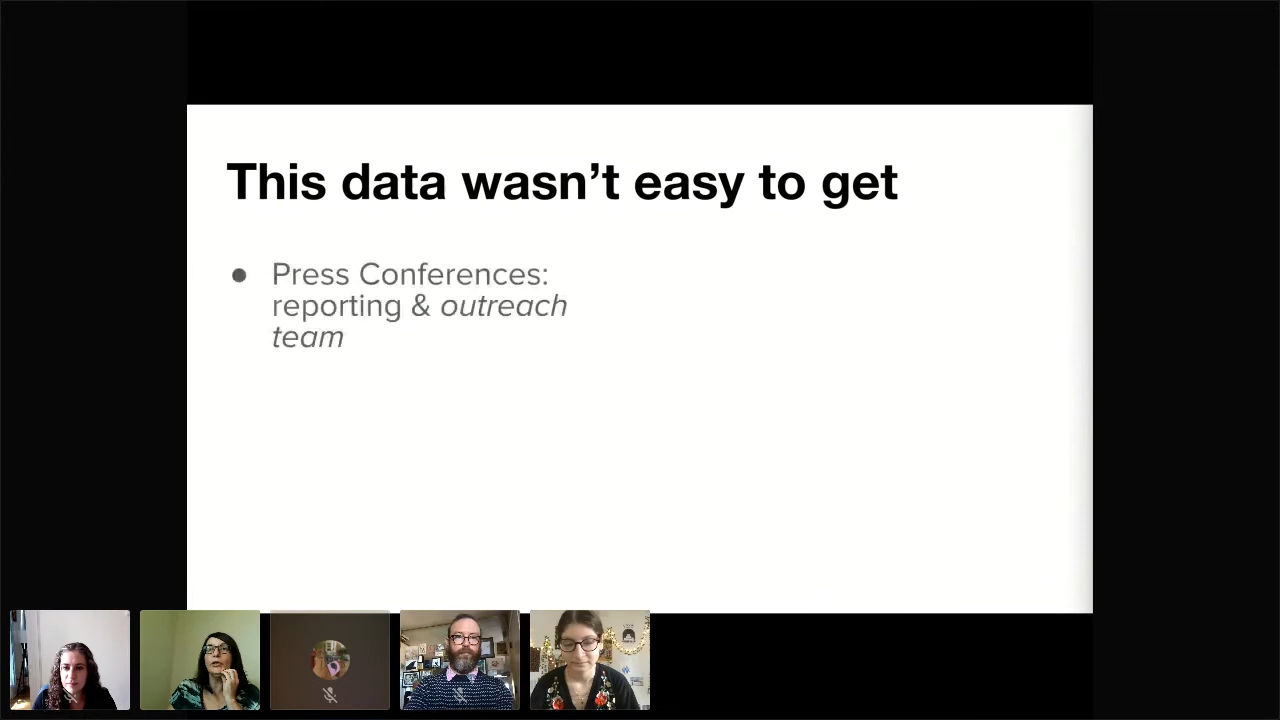 This data wasn’t easy to get
● Press Conferences:
reporting & outreach
team